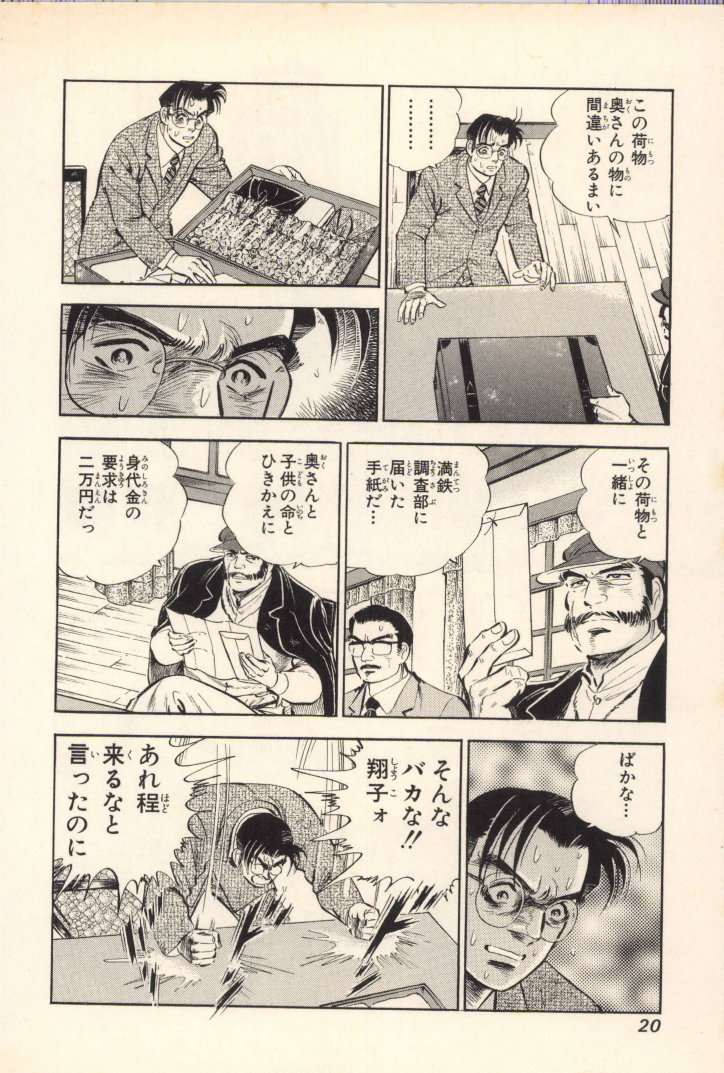 この荷物
奥さんの物に
間違いあるまい
………
………
その荷物と
一緒に
満鉄
調査部に
届いた
手紙だ…
奥さんと
子供の命と
ひきかえに
身代金の
要求は
二万円だっ
ばかな…
そんな
バカな!!
翔子ォ
あれ程
来るなと
言ったのに
20